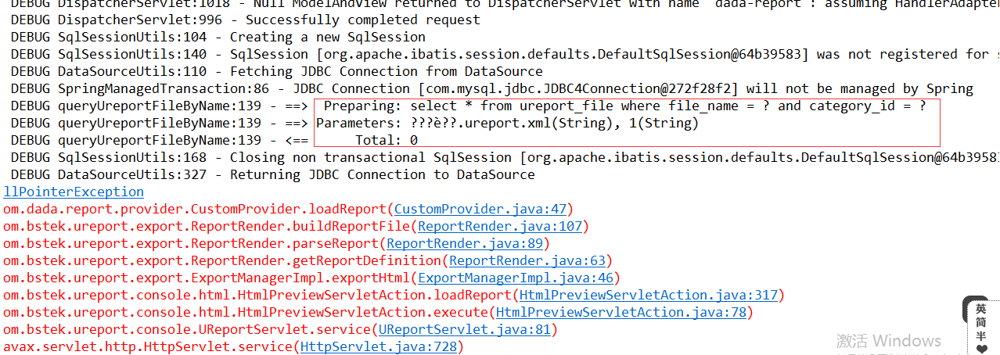 DEBUG DispatcherServlet:1018 - Null ModelAndView returned to DispatcherServlet with name 'dada-report': assuming HandlerAdapter
DEBUG DispatcherServlet:996 - Successfully completed request
DEBUG SqlSessionUtils:104 - Creating a new SqlSession
DEBUG SqlSessionUtils:140 - SqlSession [org.apache.ibatis.session.defaults.DefaultSqlSession@64b39583] was not registered for s
DEBUG DataSourceUtils:110 - Fetching JDBC Connection from DataSource
DEBUG SpringManagedTransaction:86 - JDBC Connection [com.mysql.jdbc.JDBC4Connection@272f28f2] will not be managed by Spring
DEBUG queryUreportFileByName:139 - ==>  Preparing: select * from ureport_file where file_name = ? and category_id = ?
DEBUG queryUreportFileByName:139 - ==> Parameters: ???è??.ureport.xml(String), 1(String)
DEBUG queryUreportFileByName:139 - <==      Total: 0
DEBUG SqlSessionUtils:168 - Closing non transactional SqlSession [org.apache.ibatis.session.defaults.DefaultSqlSession@64b3958
DEBUG DataSourceUtils:327 - Returning JDBC Connection to DataSource
llPointerException
om.dada.report.provider.CustomProvider.loadReport(CustomProvider.java:47)
om.bstek.ureport.export.ReportRender.buildReportFile(ReportRender.java:107)
om.bstek.ureport.export.ReportRender.parseReport(ReportRender.java:89)
om.bstek.ureport.export.ReportRender.getReportDefinition(ReportRender.java:63)
om.bstek.ureport.export.ExportManagerImpl.exportHtml(ExportManagerImpl.java:46)
om.bstek.ureport.console.html.HtmlPreviewServletAction.loadReport(HtmlPreviewServletAction.java:317)
om.bstek.ureport.console.html.HtmlPreviewServletAction.execute(HtmlPreviewServletAction.java:78)
om.bstek.ureport.console.UReportServlet.service(UReportServlet.java:81)
avax.servlet.http.HttpServlet.service(HttpServlet.java:728)
激活 Windows
英
简
半